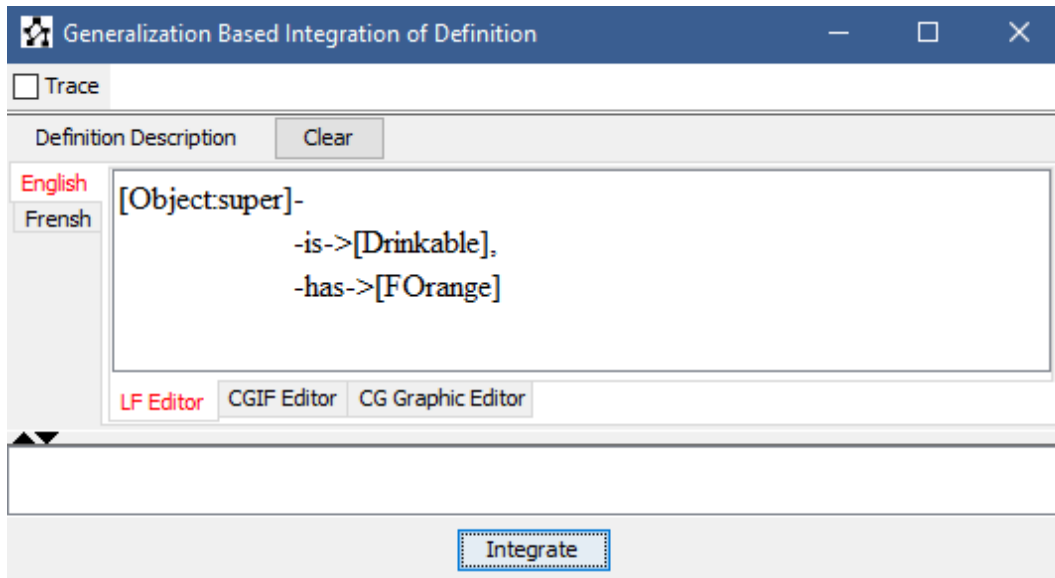 Generalization Based Integration of Definition
Trace
Definition Description Clear
English
Frensh
[Object:super]-
-is->[Drinkable],
-has->[FOrange]
LF Editor CGIF Editor CG Graphic Editor
Integrate